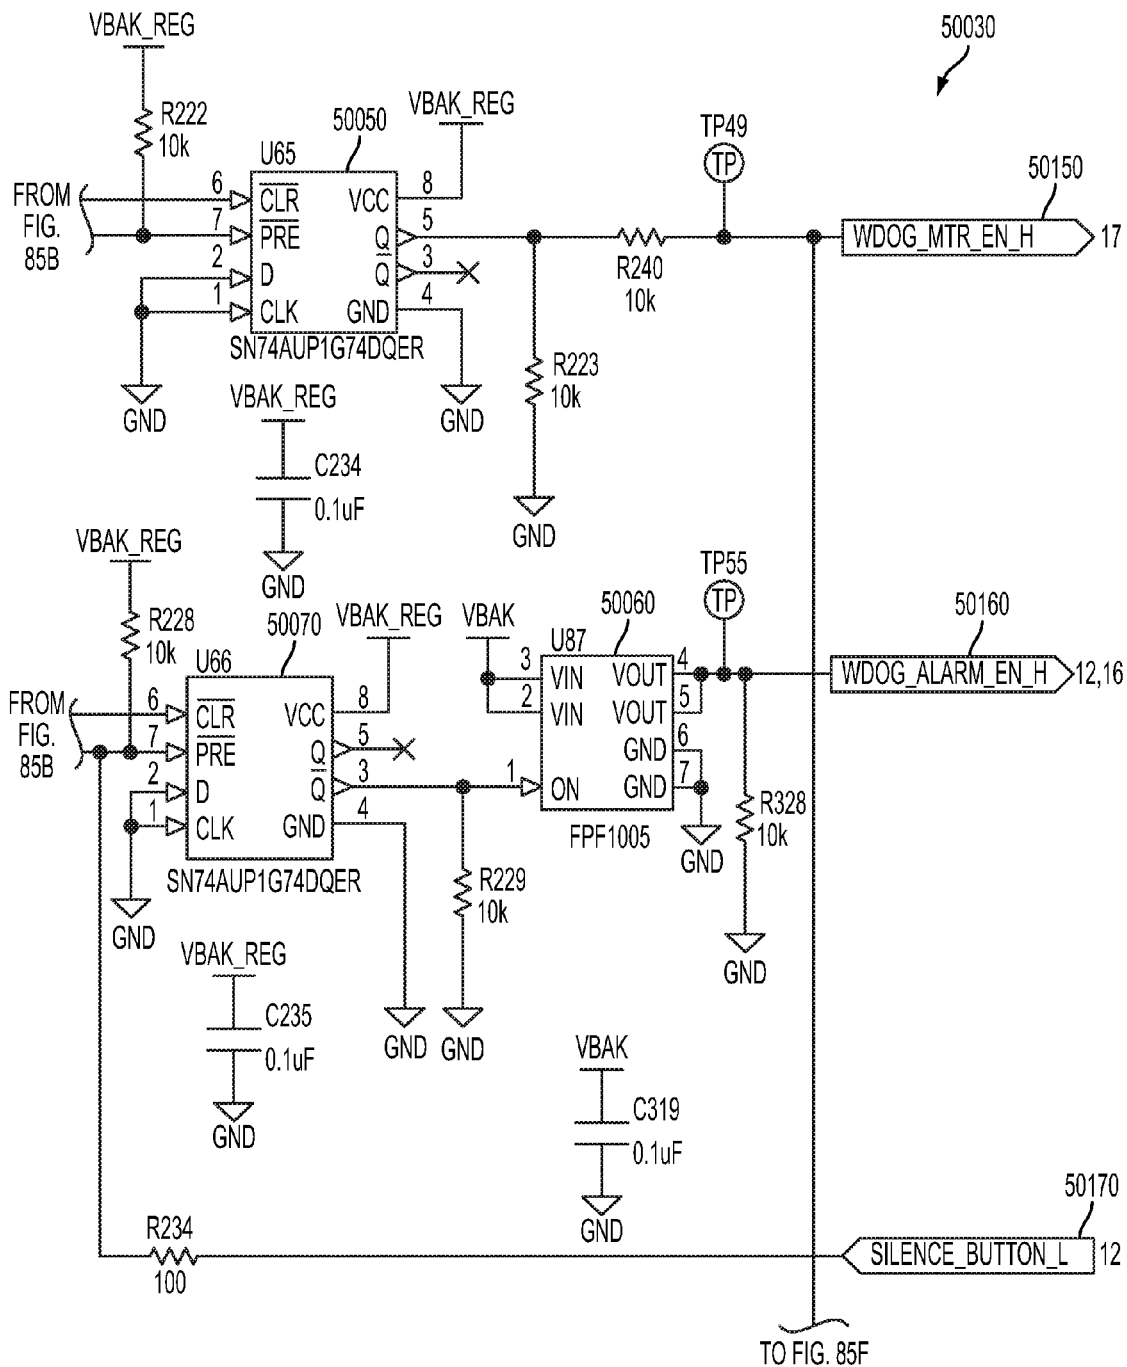 50030
VBAK_REG
R222
10k
U65
50050
VBAK_REG
TP49
TP
50150
FROM
FIG.
85B
6
7
2
1
CLR
PRE
D
CLK
VCC
Q
Q
GND
8
5
3
4
SN74AUP1G74DQER
GND
GND
R240
10k
WDOG_MTR_EN_H
17
R223
10k
GND
VBAK_REG
C234
0.1uF
GND
VBAK_REG
R228
10k
U66
50070
VBAK_REG
VBAK
U87
50060
TP55
TP
50160
FROM
FIG.
85B
6
7
2
1
CLR
PRE
D
CLK
VCC
Q
Q
GND
8
5
3
4
SN74AUP1G74DQER
GND
3
2
1
VIN
VIN
ON
VOUT
VOUT
GND
GND
4
5
6
7
FPF1005
GND
WDOG_ALARM_EN_H
12,16
R328
10k
GND
R229
10k
GND
GND
VBAK_REG
C235
0.1uF
GND
VBAK
C319
0.1uF
GND
R234
100
50170
SILENCE_BUTTON_L
12
TO FIG. 85F